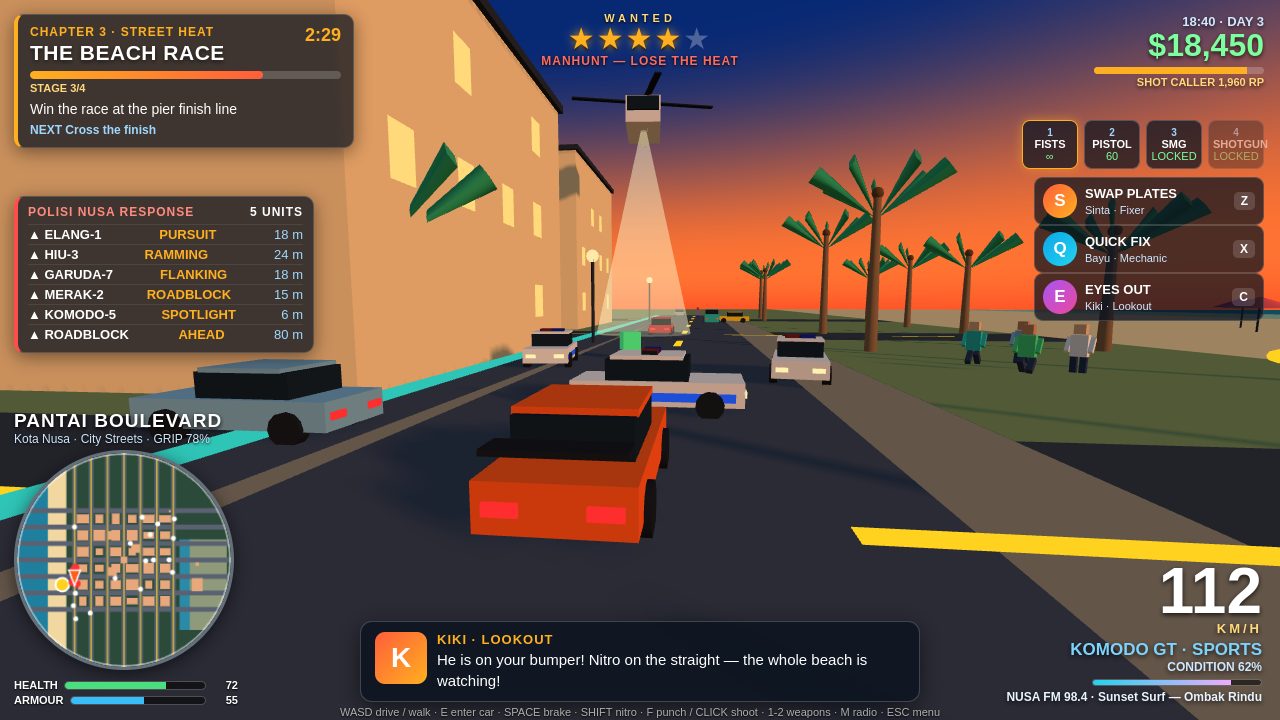 CHAPTER 3 · STREET HEAT 2:29
THE BEACH RACE
STAGE 3/4
Win the race at the pier finish line
NEXT Cross the finish
WANTED
MANHUNT — LOSE THE HEAT
18:40 · DAY 3
$18,450
SHOT CALLER 1,960 RP
1 2 3 4
FISTS PISTOL SMG SHOTGUN
∞ 60 LOCKED LOCKED
S SWAP PLATES Z
Sinta · Fixer
Q QUICK FIX X
Bayu · Mechanic
E EYES OUT C
Kiki · Lookout
POLISI NUSA RESPONSE 5 UNITS
▲ ELANG-1 PURSUIT 18 m
▲ HIU-3 RAMMING 24 m
▲ GARUDA-7 FLANKING 18 m
▲ MERAK-2 ROADBLOCK 15 m
▲ KOMODO-5 SPOTLIGHT 6 m
▲ ROADBLOCK AHEAD 80 m
PANTAI BOULEVARD
Kota Nusa · City Streets · GRIP 78%
HEALTH 72
ARMOUR 55
K
KIKI · LOOKOUT
He is on your bumper! Nitro on the straight — the whole beach is
watching!
WASD drive / walk · E enter car · SPACE brake · SHIFT nitro · F punch / CLICK shoot · 1-2 weapons · M radio · ESC menu
112
KM/H
KOMODO GT · SPORTS
CONDITION 62%
NUSA FM 98.4 · Sunset Surf — Ombak Rindu